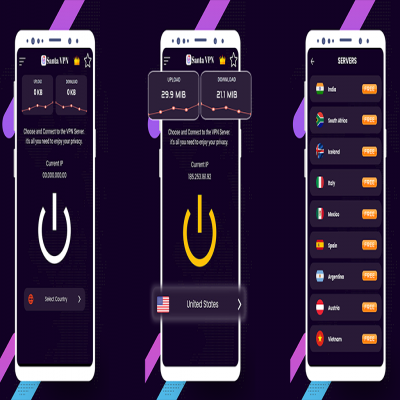 Santa VPN
UPLOAD
0 KB
DOWNLOAD
0 KB
Choose and Connect to the VPN Server.
it's all you need to enjoy your privacy.
Current IP
00.000.000.00
Select Country
Santa VPN
UPLOAD
29.9 MIB
DOWNLOAD
21.1 MIB
Choose and Connect to the VPN Server.
it's all you need to enjoy your privacy.
Current IP
185.253.98.92
United States
SERVERS
India
FREE
South Africa
FREE
Iceland
FREE
Italy
FREE
Mexico
FREE
Spain
FREE
Argentina
FREE
Austria
FREE
Vietnam
FREE